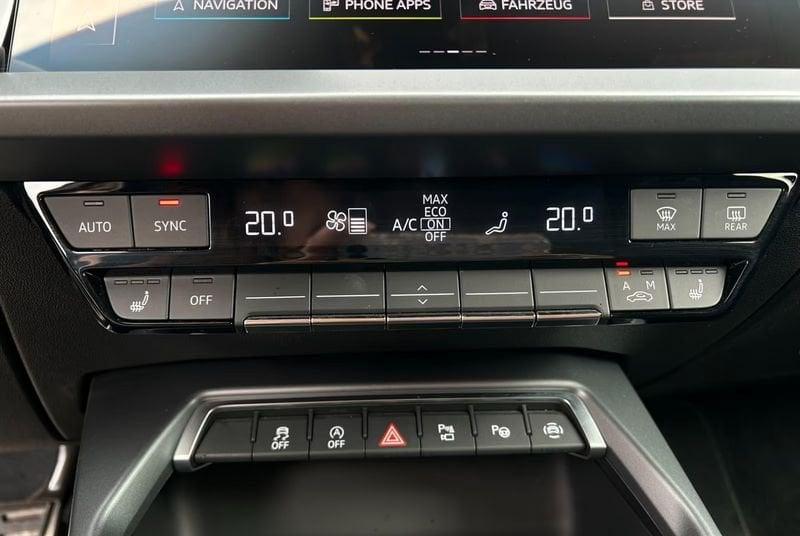 NAVIGATION
PHONE APPS
FAHRZEUG
STORE
AUTO
SYNC
20.0
A/C
MAX
ECO
ON
OFF
20.0
MAX
REAR
OFF
A M
OFF
OFF
P
P